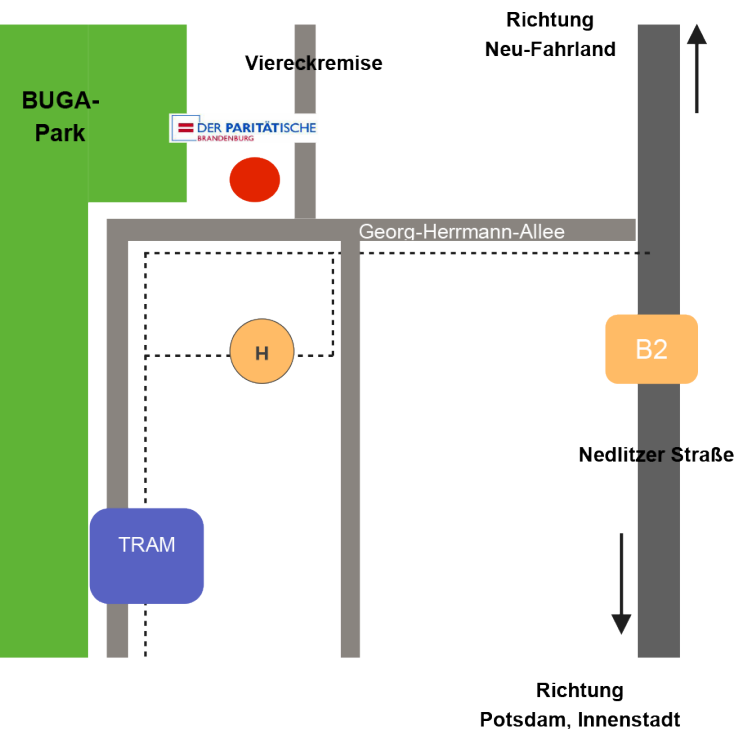 Richtung
Neu-Fahrland
Viereckremise
BUGA-
Park
DER PARITÄTISCHE
BRANDENBURG
Georg-Herrmann-Allee
H
B2
Nedlitzer Straße
TRAM
Richtung
Potsdam, Innenstadt